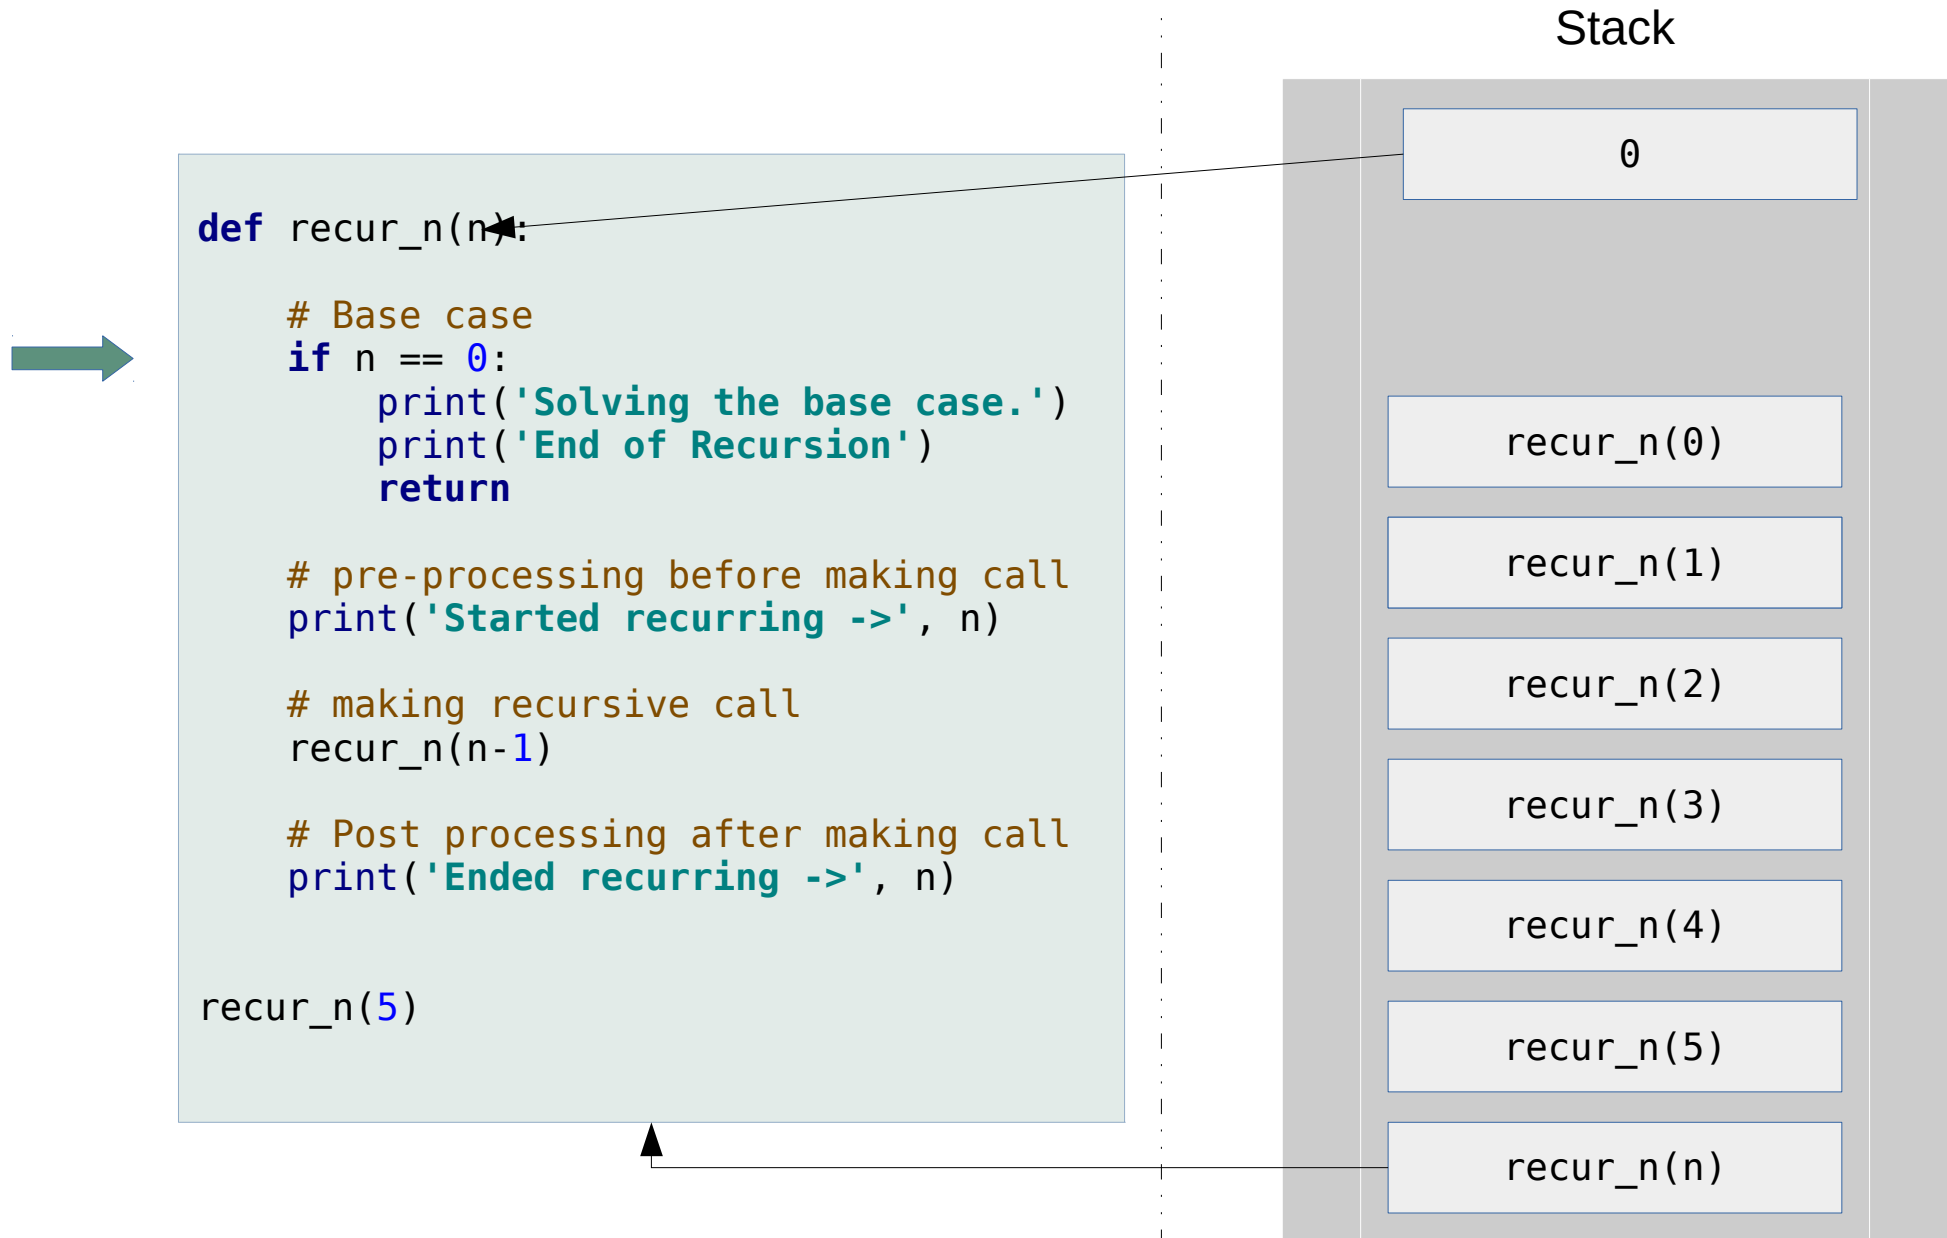 Stack
0
def recur_n(n):
# Base case
if n == 0:
print('Solving the base case.')
print('End of Recursion')
return
# pre-processing before making call
print('Started recurring ->', n)
# making recursive call
recur_n(n-1)
# Post processing after making call
print('Ended recurring ->', n)
recur_n(5)
recur_n(0)
recur_n(1)
recur_n(2)
recur_n(3)
recur_n(4)
recur_n(5)
recur_n(n)